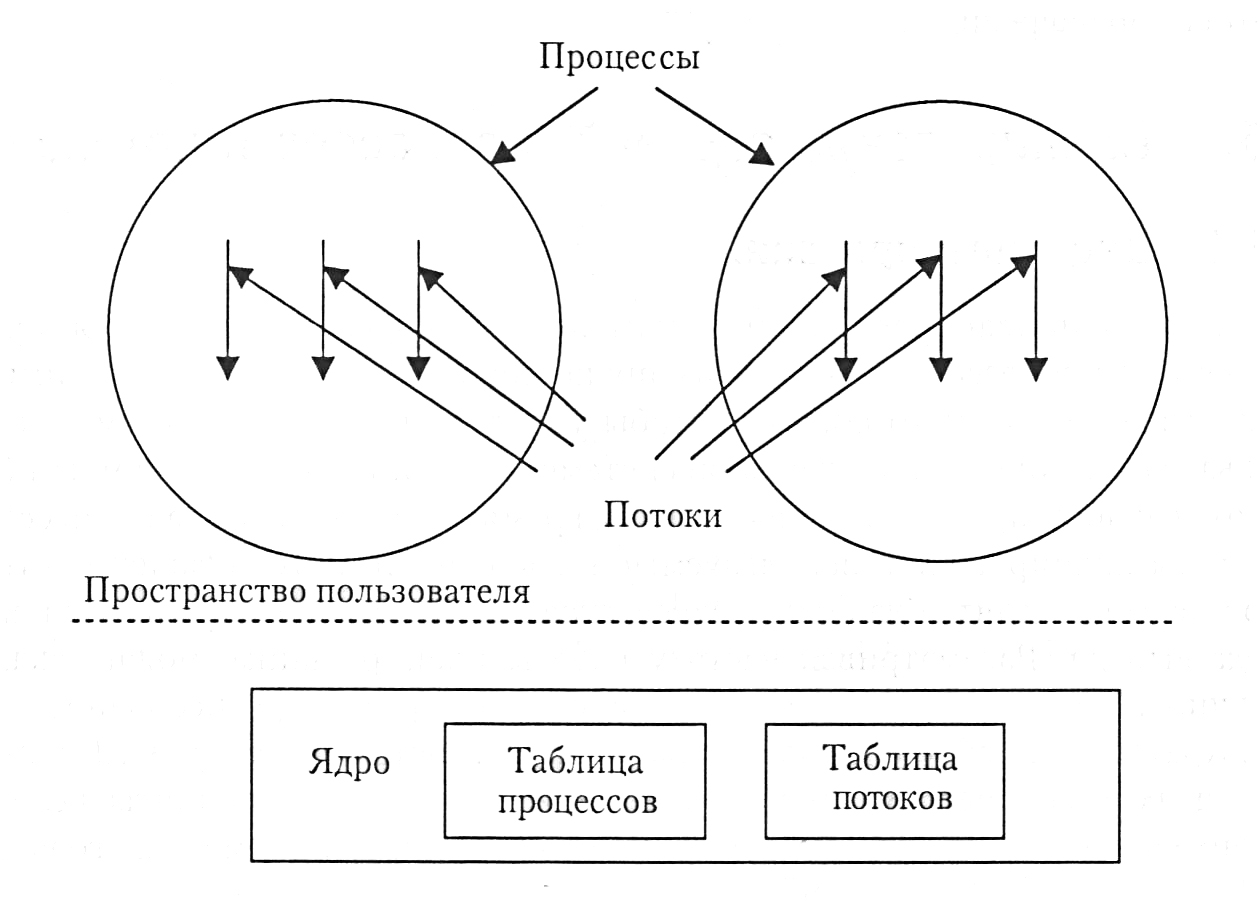 Процессы
Потоки
Пространство пользователя
Ядро
Таблица
процессов
Таблица
потоков